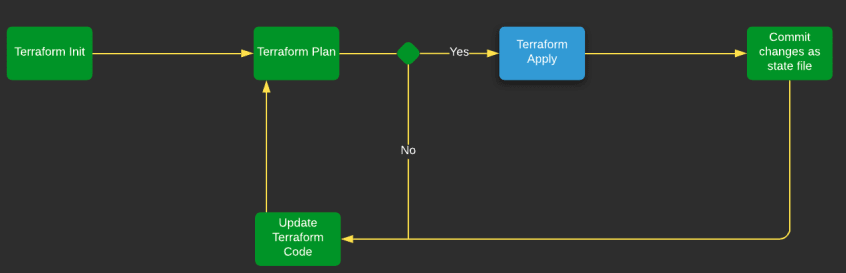 Terraform Init
Terraform Plan
Yes
Terraform
Apply
Commit
changes as
state file
No
Update
Terraform
Code